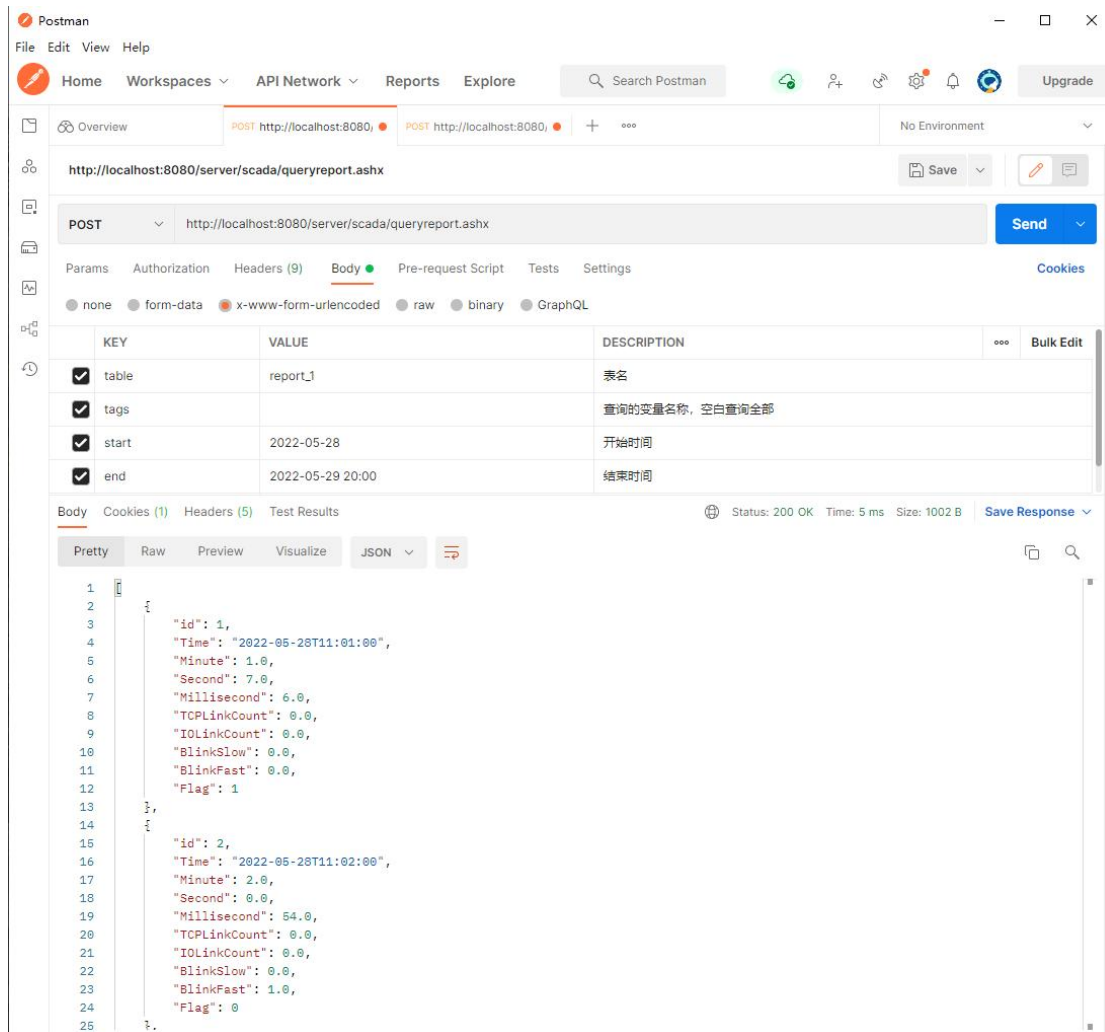 Postman
File Edit View Help
Home Workspaces API Network Reports Explore Search Postman Upgrade
Overview POST http://localhost:8080/ POST http://localhost:8080/ No Environment
http://localhost:8080/server/scada/queryreport.ashx Save
POST http://localhost:8080/server/scada/queryreport.ashx Send
Params Authorization Headers (9) Body Pre-request Script Tests Settings Cookies
none form-data x-www-form-urlencoded raw binary GraphQL
KEY VALUE DESCRIPTION Bulk Edit
table report_1 表名
tags 查询的变量名称，空白查询全部
start 2022-05-28 开始时间
end 2022-05-29 20:00 结束时间
Body Cookies (1) Headers (5) Test Results Status: 200 OK Time: 5 ms Size: 1002 B Save Response
Pretty Raw Preview Visualize JSON
1 [
2 {
3 "id": 1,
4 "Time": "2022-05-28T11:01:00",
5 "Minute": 1.0,
6 "Second": 7.0,
7 "Millisecond": 6.0,
8 "TCPLinkCount": 0.0,
9 "IOLinkCount": 0.0,
10 "BlinkSlow": 0.0,
11 "BlinkFast": 0.0,
12 "Flag": 1
13 },
14 {
15 "id": 2,
16 "Time": "2022-05-28T11:02:00",
17 "Minute": 2.0,
18 "Second": 0.0,
19 "Millisecond": 54.0,
20 "TCPLinkCount": 0.0,
21 "IOLinkCount": 0.0,
22 "BlinkSlow": 0.0,
23 "BlinkFast": 1.0,
24 "Flag": 0
25 },